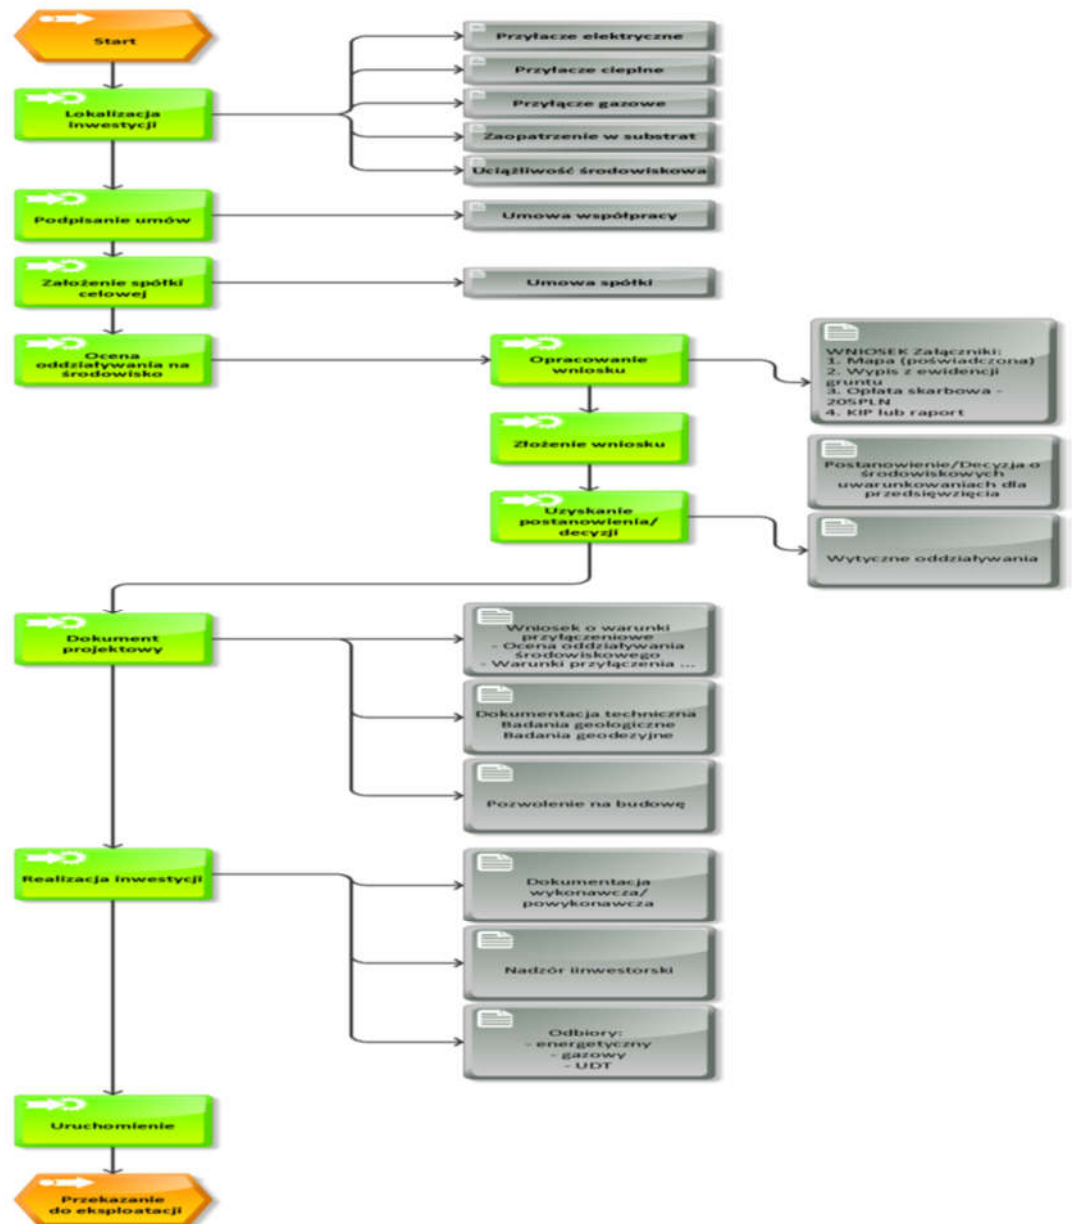 Start
Lokalizacja
inwestycji
Przyłacze elektryczne
Przyłacze cieplne
Przyłącze gazowe
Zaopatrzenie w substrat
Uciążliwość środowiskowa
Podpisanie umów
Umowa współpracy
Założenie spółki
celowej
Umowa spółki
Ocena
oddziaływania na
środowisko
Opracowanie
wniosku
WNIOSEK Załączniki:
1. Mapa (poświadczona)
2. Wypis z ewidencji
gruntu
3. Opłata skarbowa -
205PLN
4. KIP lub raport
Złożenie wniosku
Postanowienie/Decyzja o
środowiskowych
uwarunkowaniach dla
przedsięwzięcia
Uzyskanie
postanowienia/
decyzji
Wytyczne oddziaływania
Dokument
projektowy
Wniosek o warunki
przyłączeniowe
- Ocena oddziaływania
środowiskowego
- Warunki przyłączenia ...
Dokumentacja techniczna
Badania geologiczne
Badania geodezyjne
Pozwolenie na budowę
Realizacja inwestycji
Dokumentacja
wykonawcza/
powykonawcza
Nadzór iinwestorski
Odbiory:
- energetyczny
- gazowy
- UDT
Uruchomienie
Przekazanie
do eksploatacji